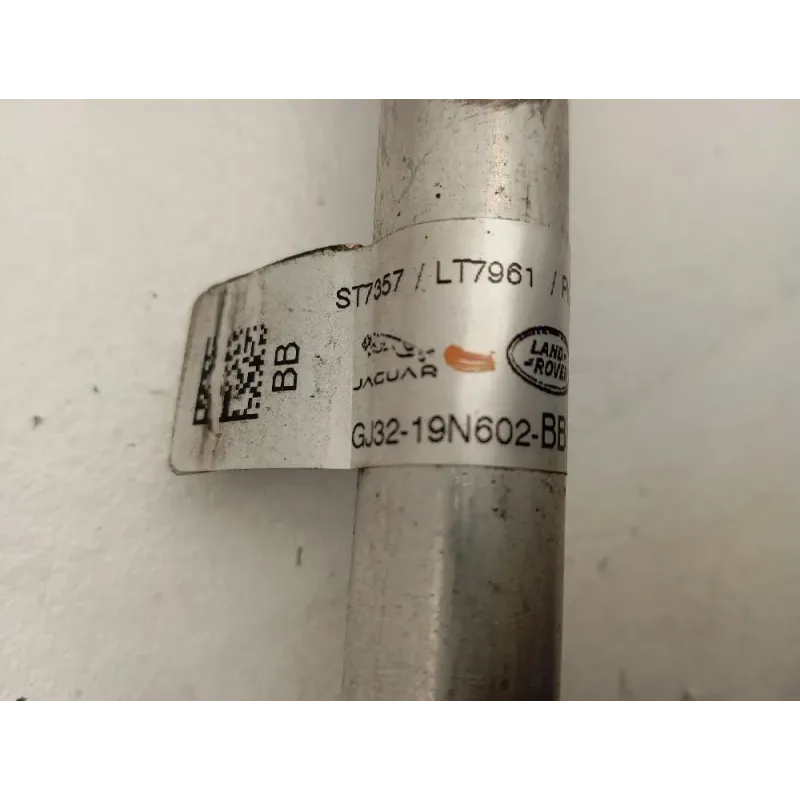 ST7357 / LT7961 /
JAGUAR
LAND
ROVER
GJ32-19N602-BB
BB